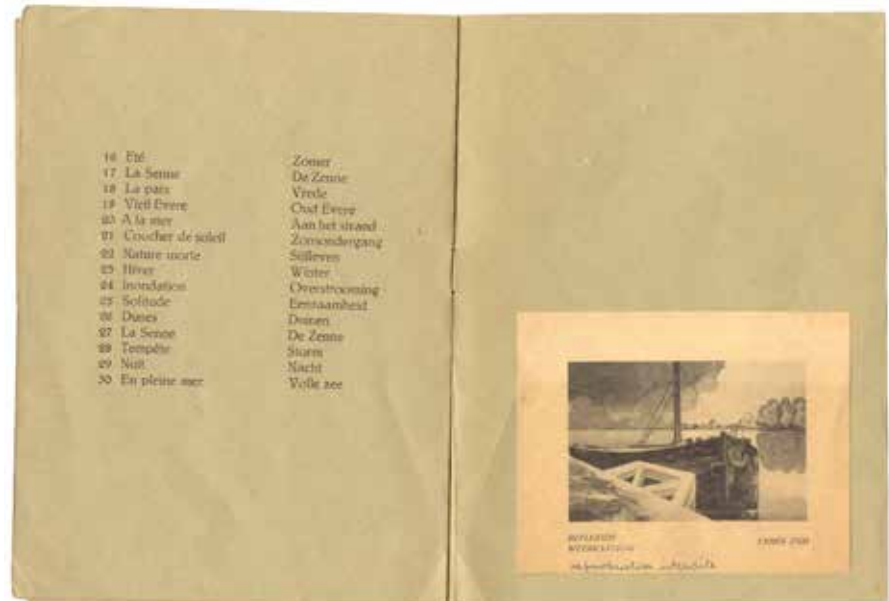 16 Eté
17 La Senne
18 La paix
19 Vieil Evere
20 A la mer
21 Coucher de soleil
22 Nature morte
23 Hiver
24 Inondation
25 Solitude
26 Dunes
27 La Senne
28 Tempête
29 Nuit
30 En pleine mer
Zomer
De Zenne
Vrede
Oud Evere
Aan het strand
Zonsondergang
Stilleven
Winter
Overstrooming
Eenzaamheid
Duinen
De Zenne
Storm
Nacht
Volle zee
reproduction interdite